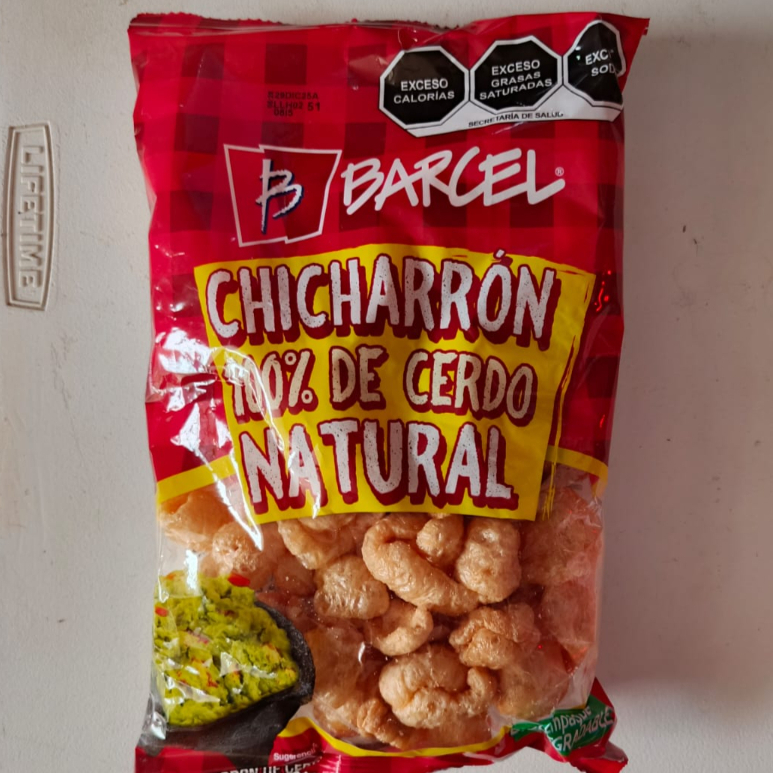 EXCESO
CALORÍAS
EXCESO
GRASAS
SATURADAS
SECRETARÍA DE SALUD
LIFETIME
B BARCEL®
CHICHARRÓN
100% DE CERDO
NATURAL